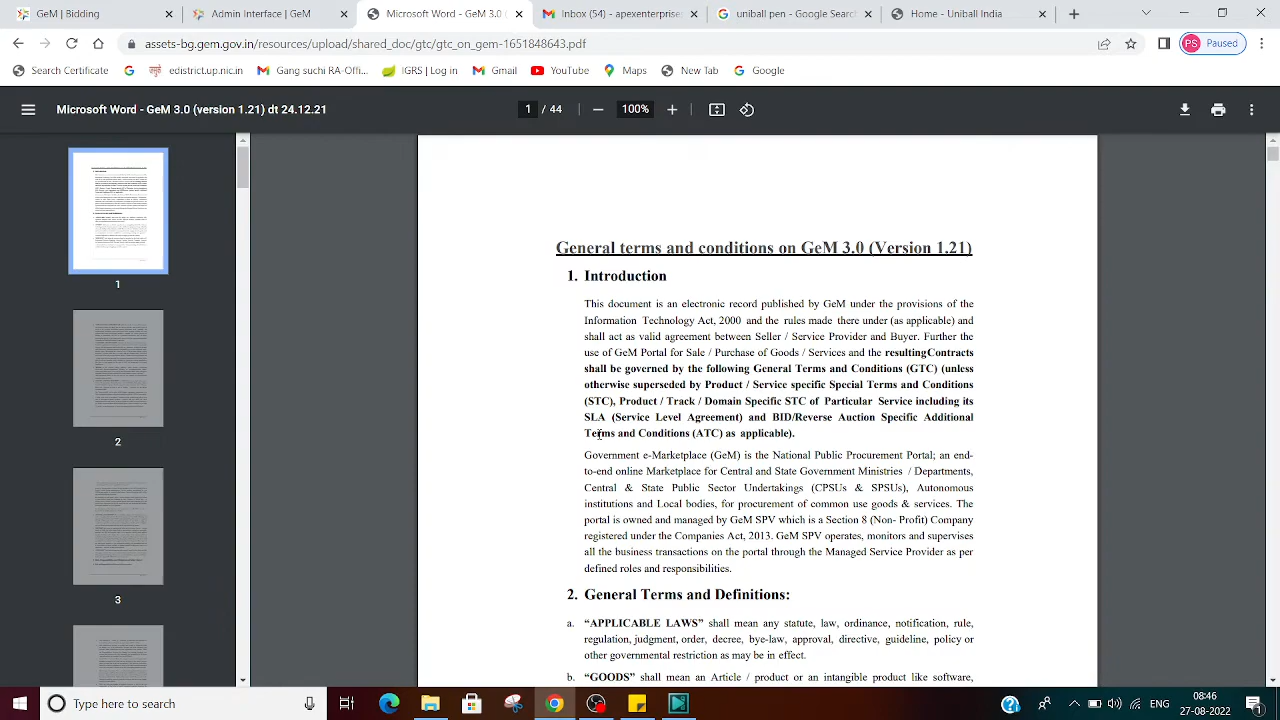 GeM | Bidding
Admin Interface | GeM
Microsoft Word - GeM 3.0 (
Inbox (54) - apexenterprise
uniball pen - Google Search
Home - Uniball India
assets-bg.gem.gov.in/resources/upload/shared_doc/gtc/gtc_on_gem-1651848643.pdf
PS Paused
Search Certificate
edistrict.up.nic.in
Gang such RA-Offi...
IGRS | Log in
Gmail
YouTube
Maps
New Tab
Google
Microsoft Word - GeM 3.0 (version 1.21) dt 24.12.21
1 / 44
100%
1
2
3
General terms and conditions on GeM 3.0 (Version 1.21)
1. Introduction
This document is an electronic record published by GeM under the provisions of the
Information Technology Act, 2000 and the rules made there under (as applicable) and
shall act as valid agreement between Seller / Service Provider and Buyer. Further the
use of GeM Portal for Sale / Purchase of Goods / Services and the resultingContracts
shall be governed by the following General Terms and Conditions (GTC) (unless
otherwise superseded by Product / Service specific Special Terms and Conditions
(STC), Product / Track / Domain Specific STC of Particular Service including its
SLA (Service Level Agreement) and BID/Reverse Auction Specific Additional
Terms and Conditions (ATC) as applicable).
Government e-Marketplace (GeM) is the National Public Procurement Portal; an end-
to-end online Marketplace for Central and State Government Ministries / Departments,
Central & State Public Sector Undertakings (CPSUs & SPSUs), Autonomous
institutions and Local bodies, for procurement of common use goods & services. The
portal is owned and managed by GeM SPV which is a Section 8 (Non- Profit) Company
registered under the Companies Act, 2013. GeM SPV operates, monitors and supervises
all the business transactions on the portal through the Managed Service Provider as per
defined roles and responsibilities.
2. General Terms and Definitions:
a. “APPLICABLE LAWS” shall mean any statute, law, ordinance, notification, rule,
regulation, judgment, order, decree, bye-law, approval, directive, guideline, policy or
other governmental restriction as may be in effect.
b. “GOODS” shall mean an Article / product or an intangible product like software,
Type here to search
ENG
08:46
27-08-2022